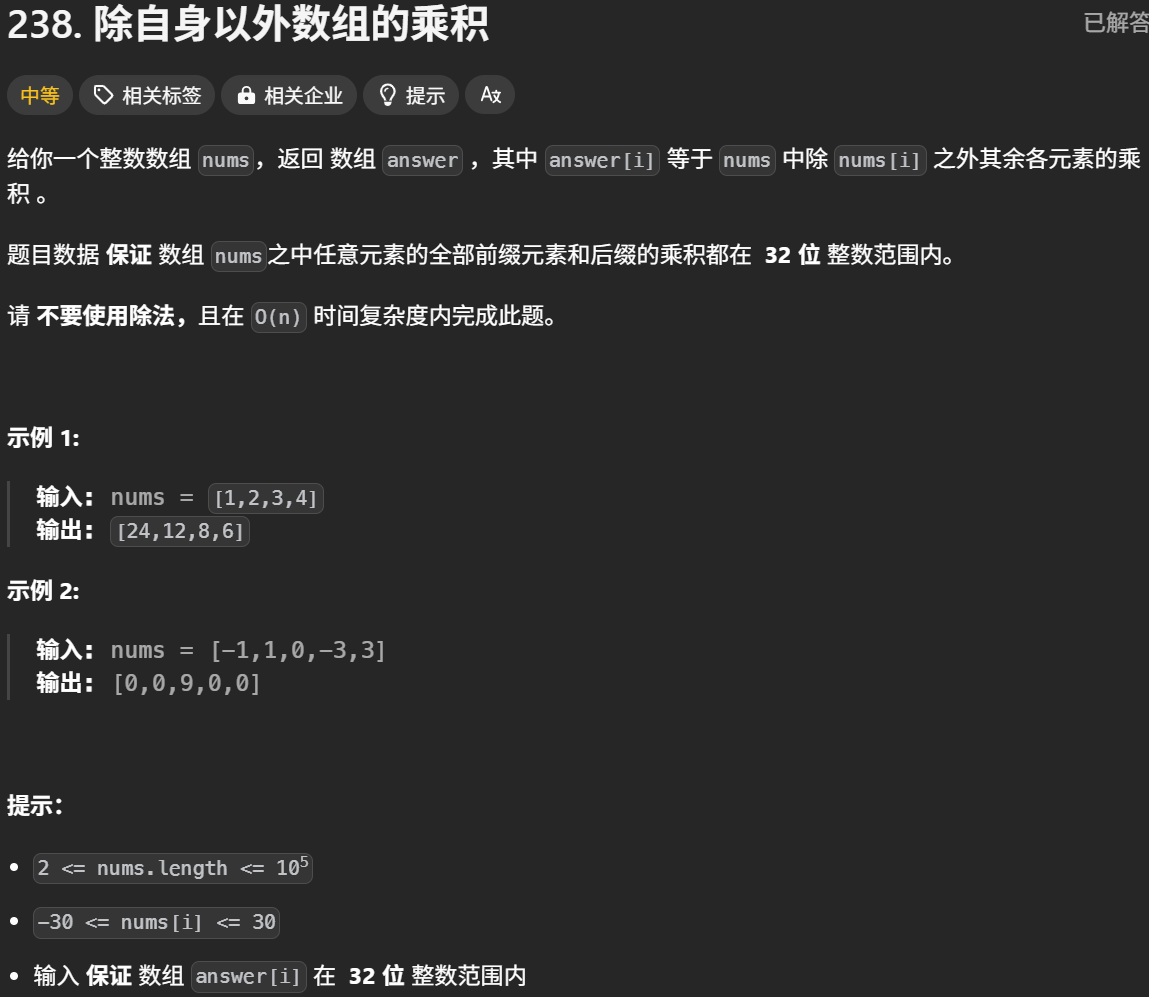 238. 除自身以外数组的乘积
已解答
中等 相关标签 相关企业 提示 Aあ
给你一个整数数组 nums，返回 数组 answer ，其中 answer[i] 等于 nums 中除 nums[i] 之外其余各元素的乘
积 。
题目数据 保证 数组 nums之中任意元素的全部前缀元素和后缀的乘积都在 32 位 整数范围内。
请 不要使用除法，且在 O(n) 时间复杂度内完成此题。
示例 1:
输入: nums = [1,2,3,4]
输出: [24,12,8,6]
示例 2:
输入: nums = [-1,1,0,-3,3]
输出: [0,0,9,0,0]
提示：
• 2 <= nums.length <= 10⁵
• -30 <= nums[i] <= 30
• 输入 保证 数组 answer[i] 在 32 位 整数范围内